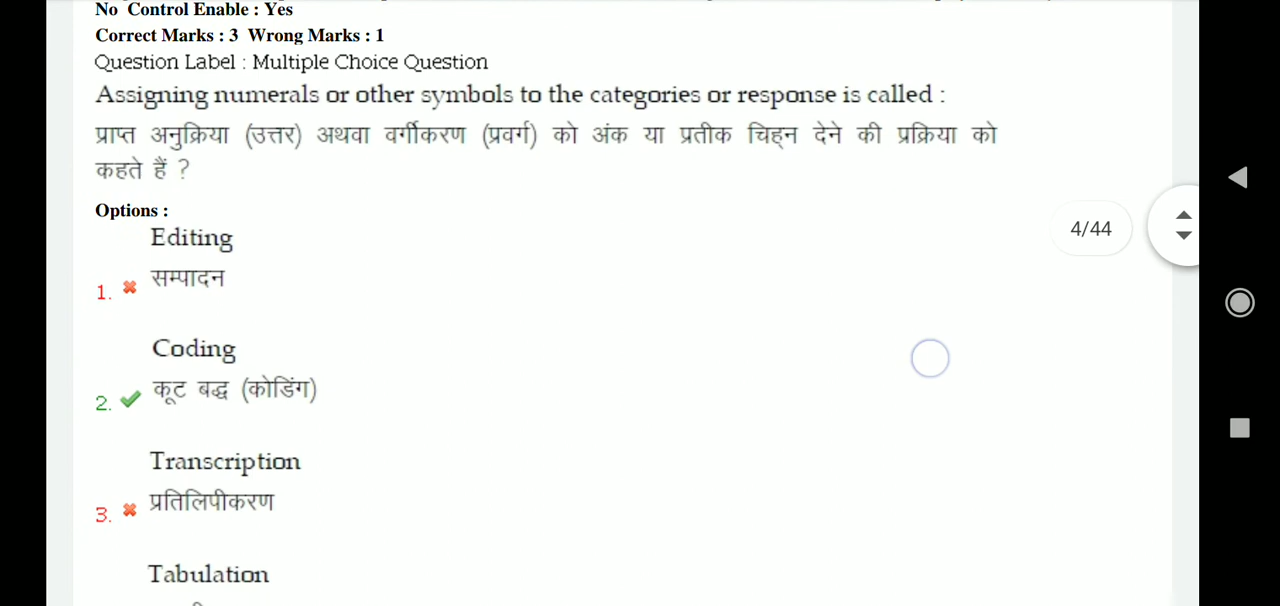 No Control Enable : Yes
Correct Marks : 3 Wrong Marks : 1
Question Label : Multiple Choice Question
Assigning numerals or other symbols to the categories or response is called :
प्राप्त अनुक्रिया (उत्तर) अथवा वर्गीकरण (प्रवर्ग) को अंक या प्रतीक चिह्न देने की प्रक्रिया को
कहते हैं ?
Options :
4/44
Editing
सम्पादन
1.
Coding
कूट बद्ध (कोडिंग)
2.
Transcription
प्रतिलिपीकरण
3.
Tabulation